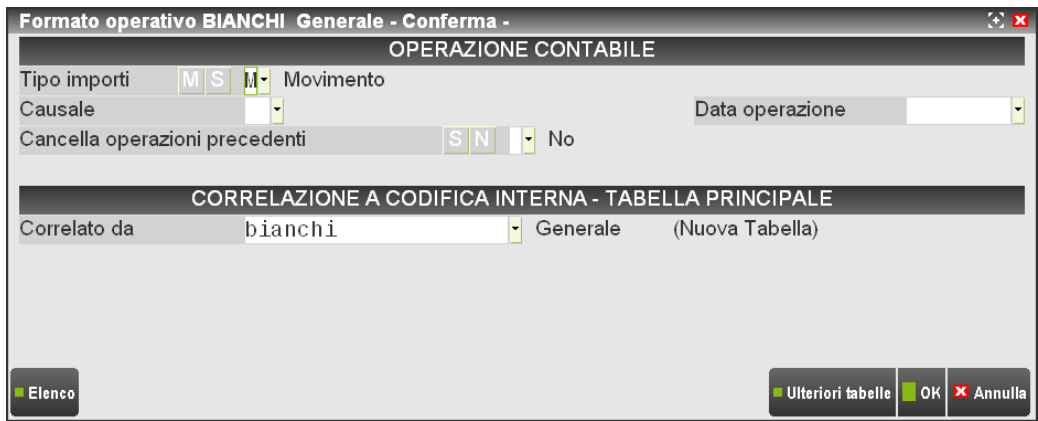 Formato operativo BIANCHI  Generale - Conferma -
OPERAZIONE CONTABILE
Tipo importi M S M Movimento
Causale Data operazione
Cancella operazioni precedenti S N No
CORRELAZIONE A CODIFICA INTERNA - TABELLA PRINCIPALE
Correlato da bianchi Generale (Nuova Tabella)
Elenco Ulteriori tabelle OK Annulla